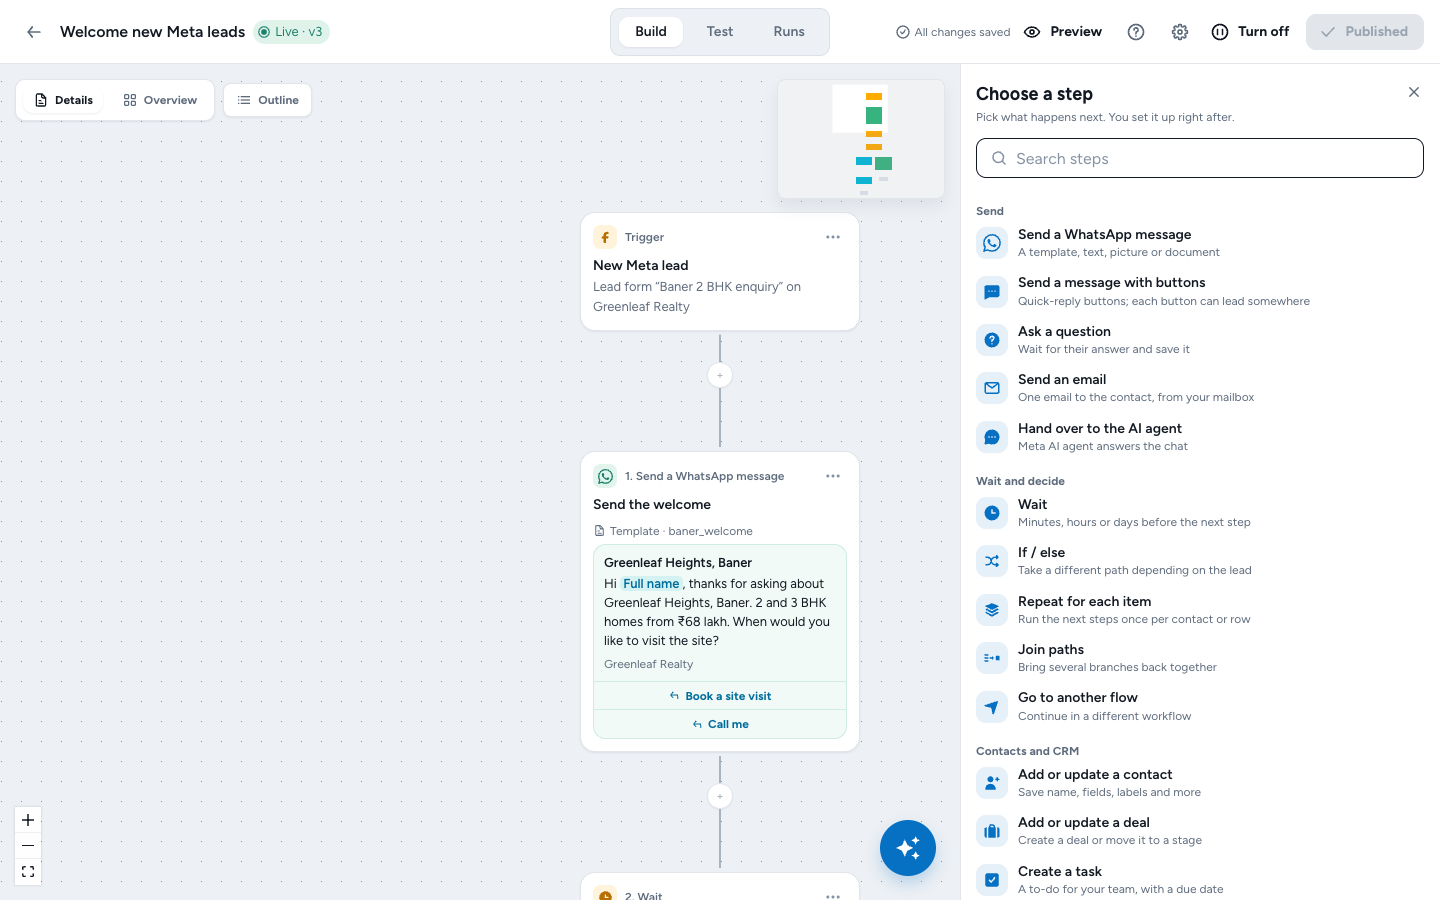 Welcome new Meta leads
Live · v3
Build
Test
Runs
All changes saved
Preview
Turn off
Published
Details
Overview
Outline
Trigger
New Meta lead
Lead form “Baner 2 BHK enquiry” on
Greenleaf Realty
1. Send a WhatsApp message
Send the welcome
Template · baner_welcome
Greenleaf Heights, Baner
Hi Full name, thanks for asking about
Greenleaf Heights, Baner. 2 and 3 BHK
homes from ₹68 lakh. When would you
like to visit the site?
Greenleaf Realty
Book a site visit
Call me
2. Wait
Choose a step
Pick what happens next. You set it up right after.
Search steps
Send
Send a WhatsApp message
A template, text, picture or document
Send a message with buttons
Quick-reply buttons; each button can lead somewhere
Ask a question
Wait for their answer and save it
Send an email
One email to the contact, from your mailbox
Hand over to the AI agent
Meta AI agent answers the chat
Wait and decide
Wait
Minutes, hours or days before the next step
If / else
Take a different path depending on the lead
Repeat for each item
Run the next steps once per contact or row
Join paths
Bring several branches back together
Go to another flow
Continue in a different workflow
Contacts and CRM
Add or update a contact
Save name, fields, labels and more
Add or update a deal
Create a deal or move it to a stage
Create a task
A to-do for your team, with a due date